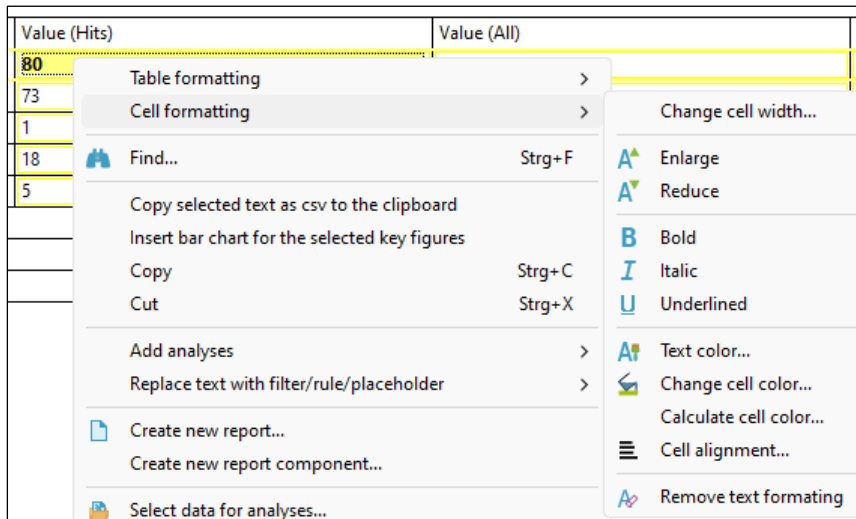 Value (Hits) Value (All)
80
73
1
18
5
Table formatting
Cell formatting
Find... Strg+F
Copy selected text as csv to the clipboard
Insert bar chart for the selected key figures
Copy Strg+C
Cut Strg+X
Add analyses
Replace text with filter/rule/placeholder
Create new report...
Create new report component...
Select data for analyses...
Change cell width...
Enlarge
Reduce
B Bold
I Italic
U Underlined
Text color...
Change cell color...
Calculate cell color...
Cell alignment...
Remove text formating